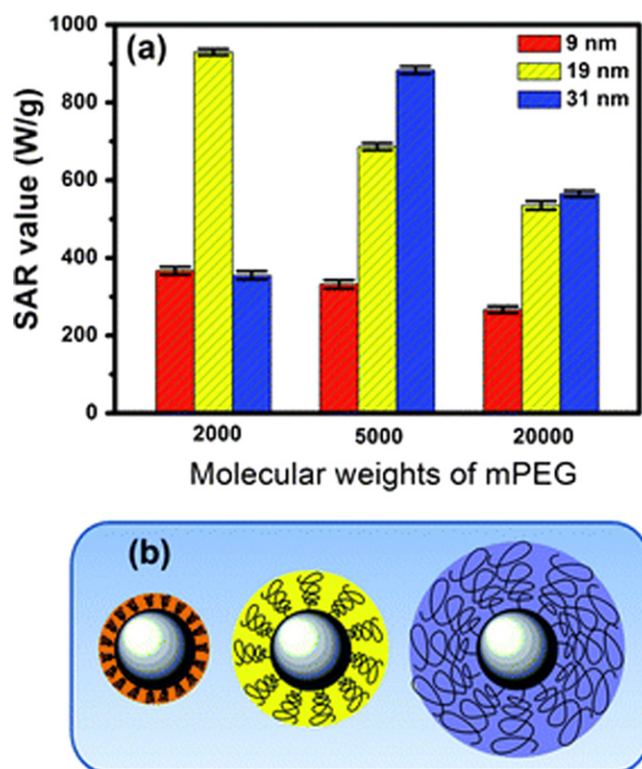 1000
(a)
9 nm
19 nm
31 nm
800
600
400
200
0
SAR value (W/g)
2000 5000 20000
Molecular weights of mPEG
(b)